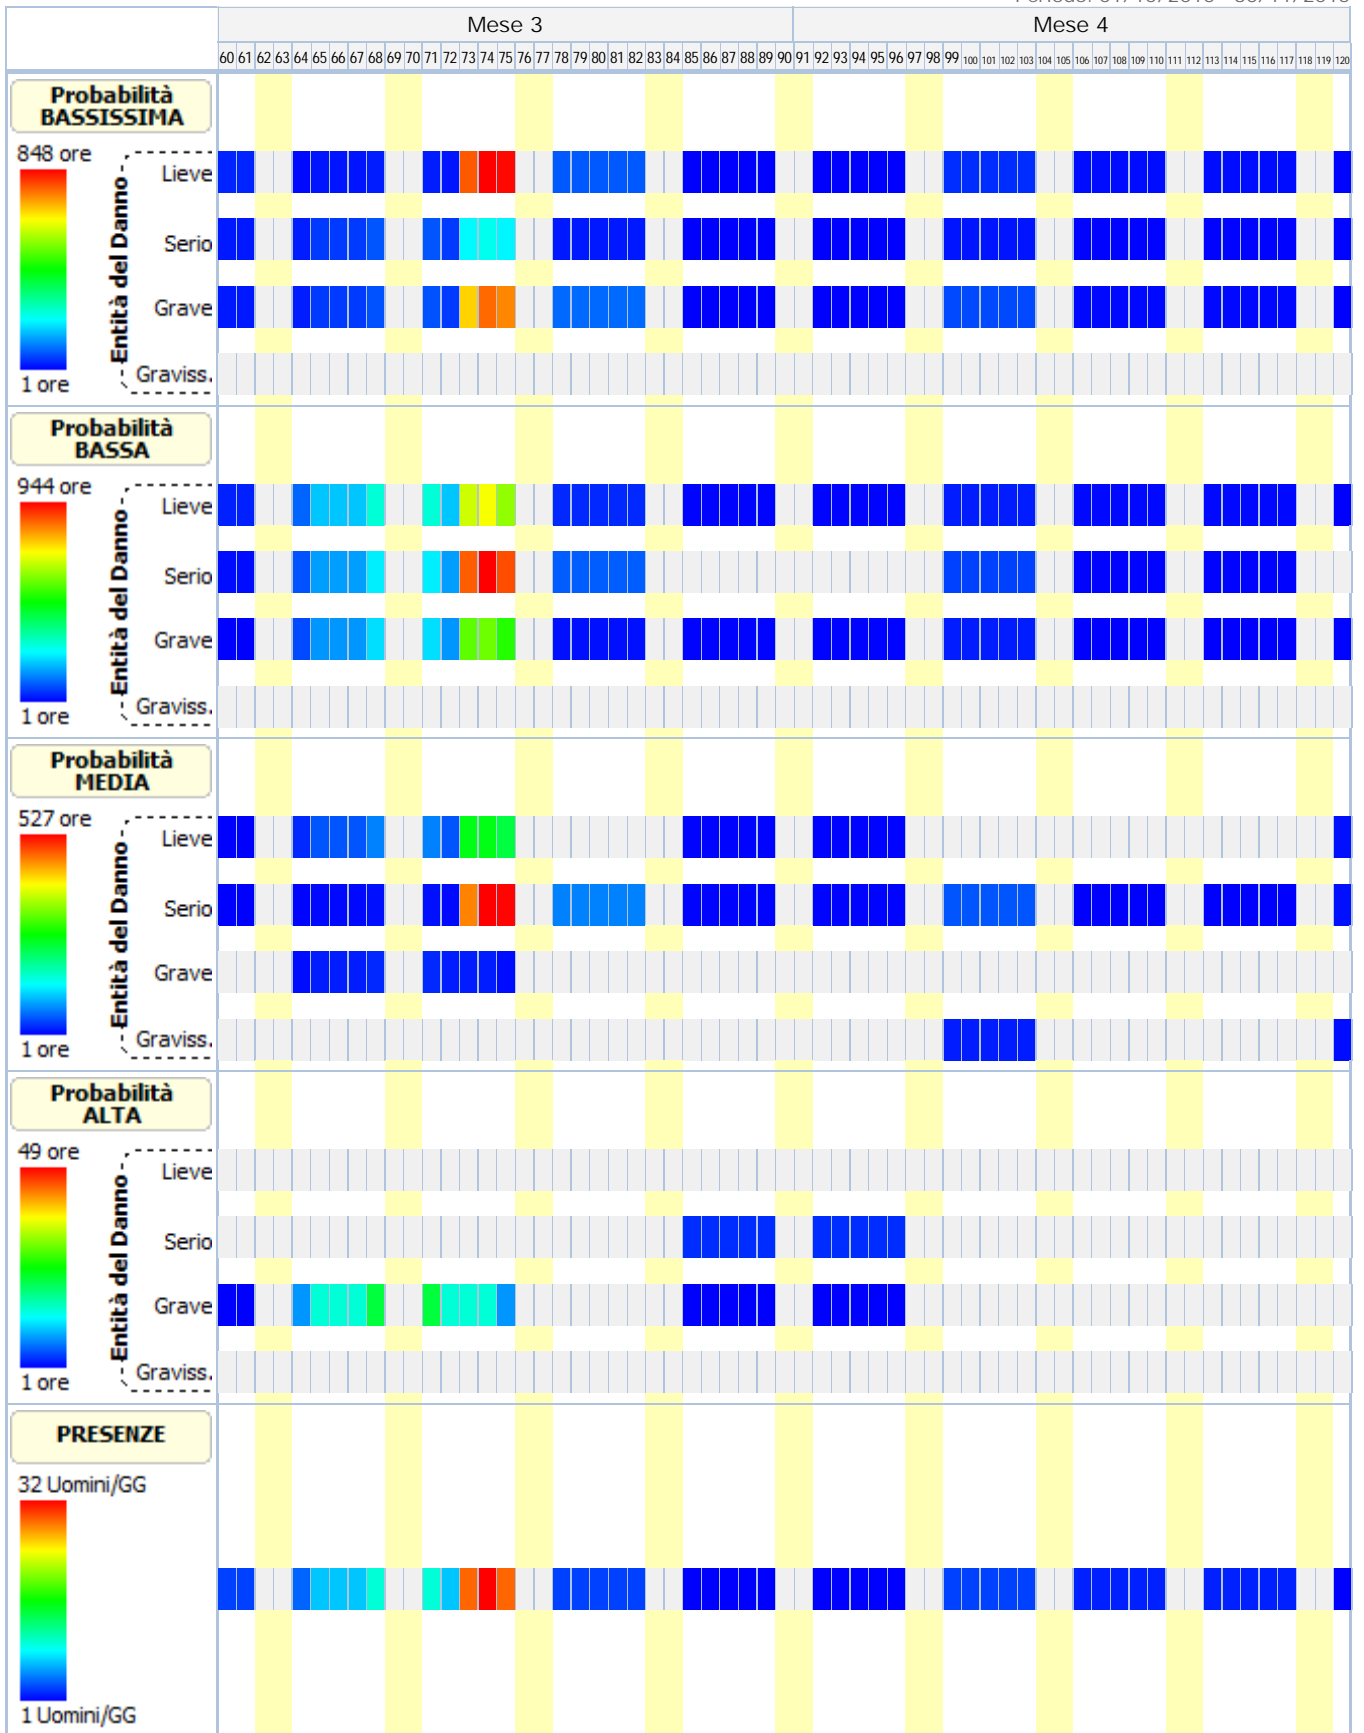 Mese 3 Mese 4
60 61 62 63 64 65 66 67 68 69 70 71 72 73 74 75 76 77 78 79 80 81 82 83 84 85 86 87 88 89 90 91 92 93 94 95 96 97 98 99 100 101 102 103 104 105 106 107 108 109 110 111 112 113 114 115 116 117 118 119 120
Probabilità
BASSISSIMA
848 ore
Entità del Danno
Lieve
Serio
Grave
Graviss.
1 ore
Probabilità
BASSA
944 ore
Entità del Danno
Lieve
Serio
Grave
Graviss.
1 ore
Probabilità
MEDIA
527 ore
Entità del Danno
Lieve
Serio
Grave
Graviss.
1 ore
Probabilità
ALTA
49 ore
Entità del Danno
Lieve
Serio
Grave
Graviss.
1 ore
PRESENZE
32 Uomini/GG
1 Uomini/GG